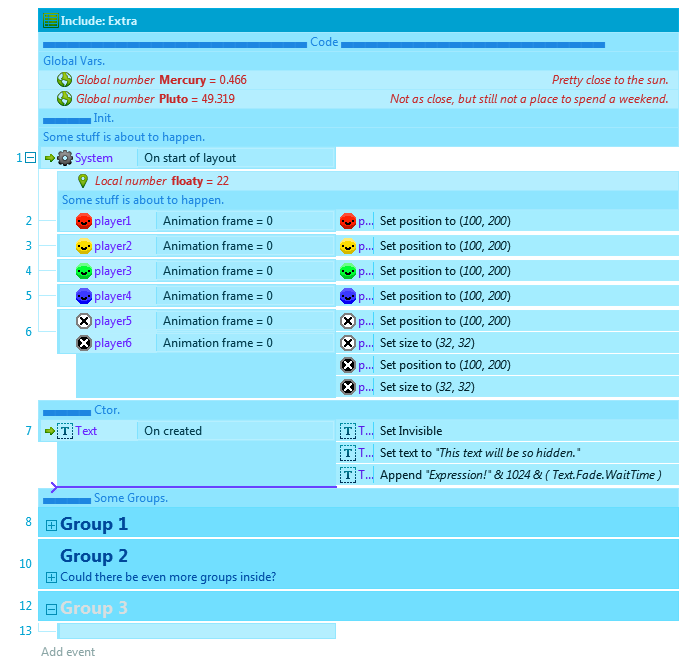 Include: Extra
Code
Global Vars.
Global number Mercury = 0.466 Pretty close to the sun.
Global number Pluto = 49.319 Not as close, but still not a place to spend a weekend.
Init.
Some stuff is about to happen.
1 System On start of layout
Local number floaty = 22
Some stuff is about to happen.
2 player1 Animation frame = 0 p... Set position to (100, 200)
3 player2 Animation frame = 0 p... Set position to (100, 200)
4 player3 Animation frame = 0 p... Set position to (100, 200)
5 player4 Animation frame = 0 p... Set position to (100, 200)
6 player5 Animation frame = 0 p... Set position to (100, 200)
player6 Animation frame = 0 p... Set size to (32, 32)
p... Set position to (100, 200)
p... Set size to (32, 32)
Ctor.
7 T Text On created T T... Set Invisible
T T... Set text to "This text will be so hidden."
T T... Append "Expression!" & 1024 & ( Text.Fade.WaitTime )
Some Groups.
8 Group 1
10 Group 2
Could there be even more groups inside?
12 Group 3
13
Add event